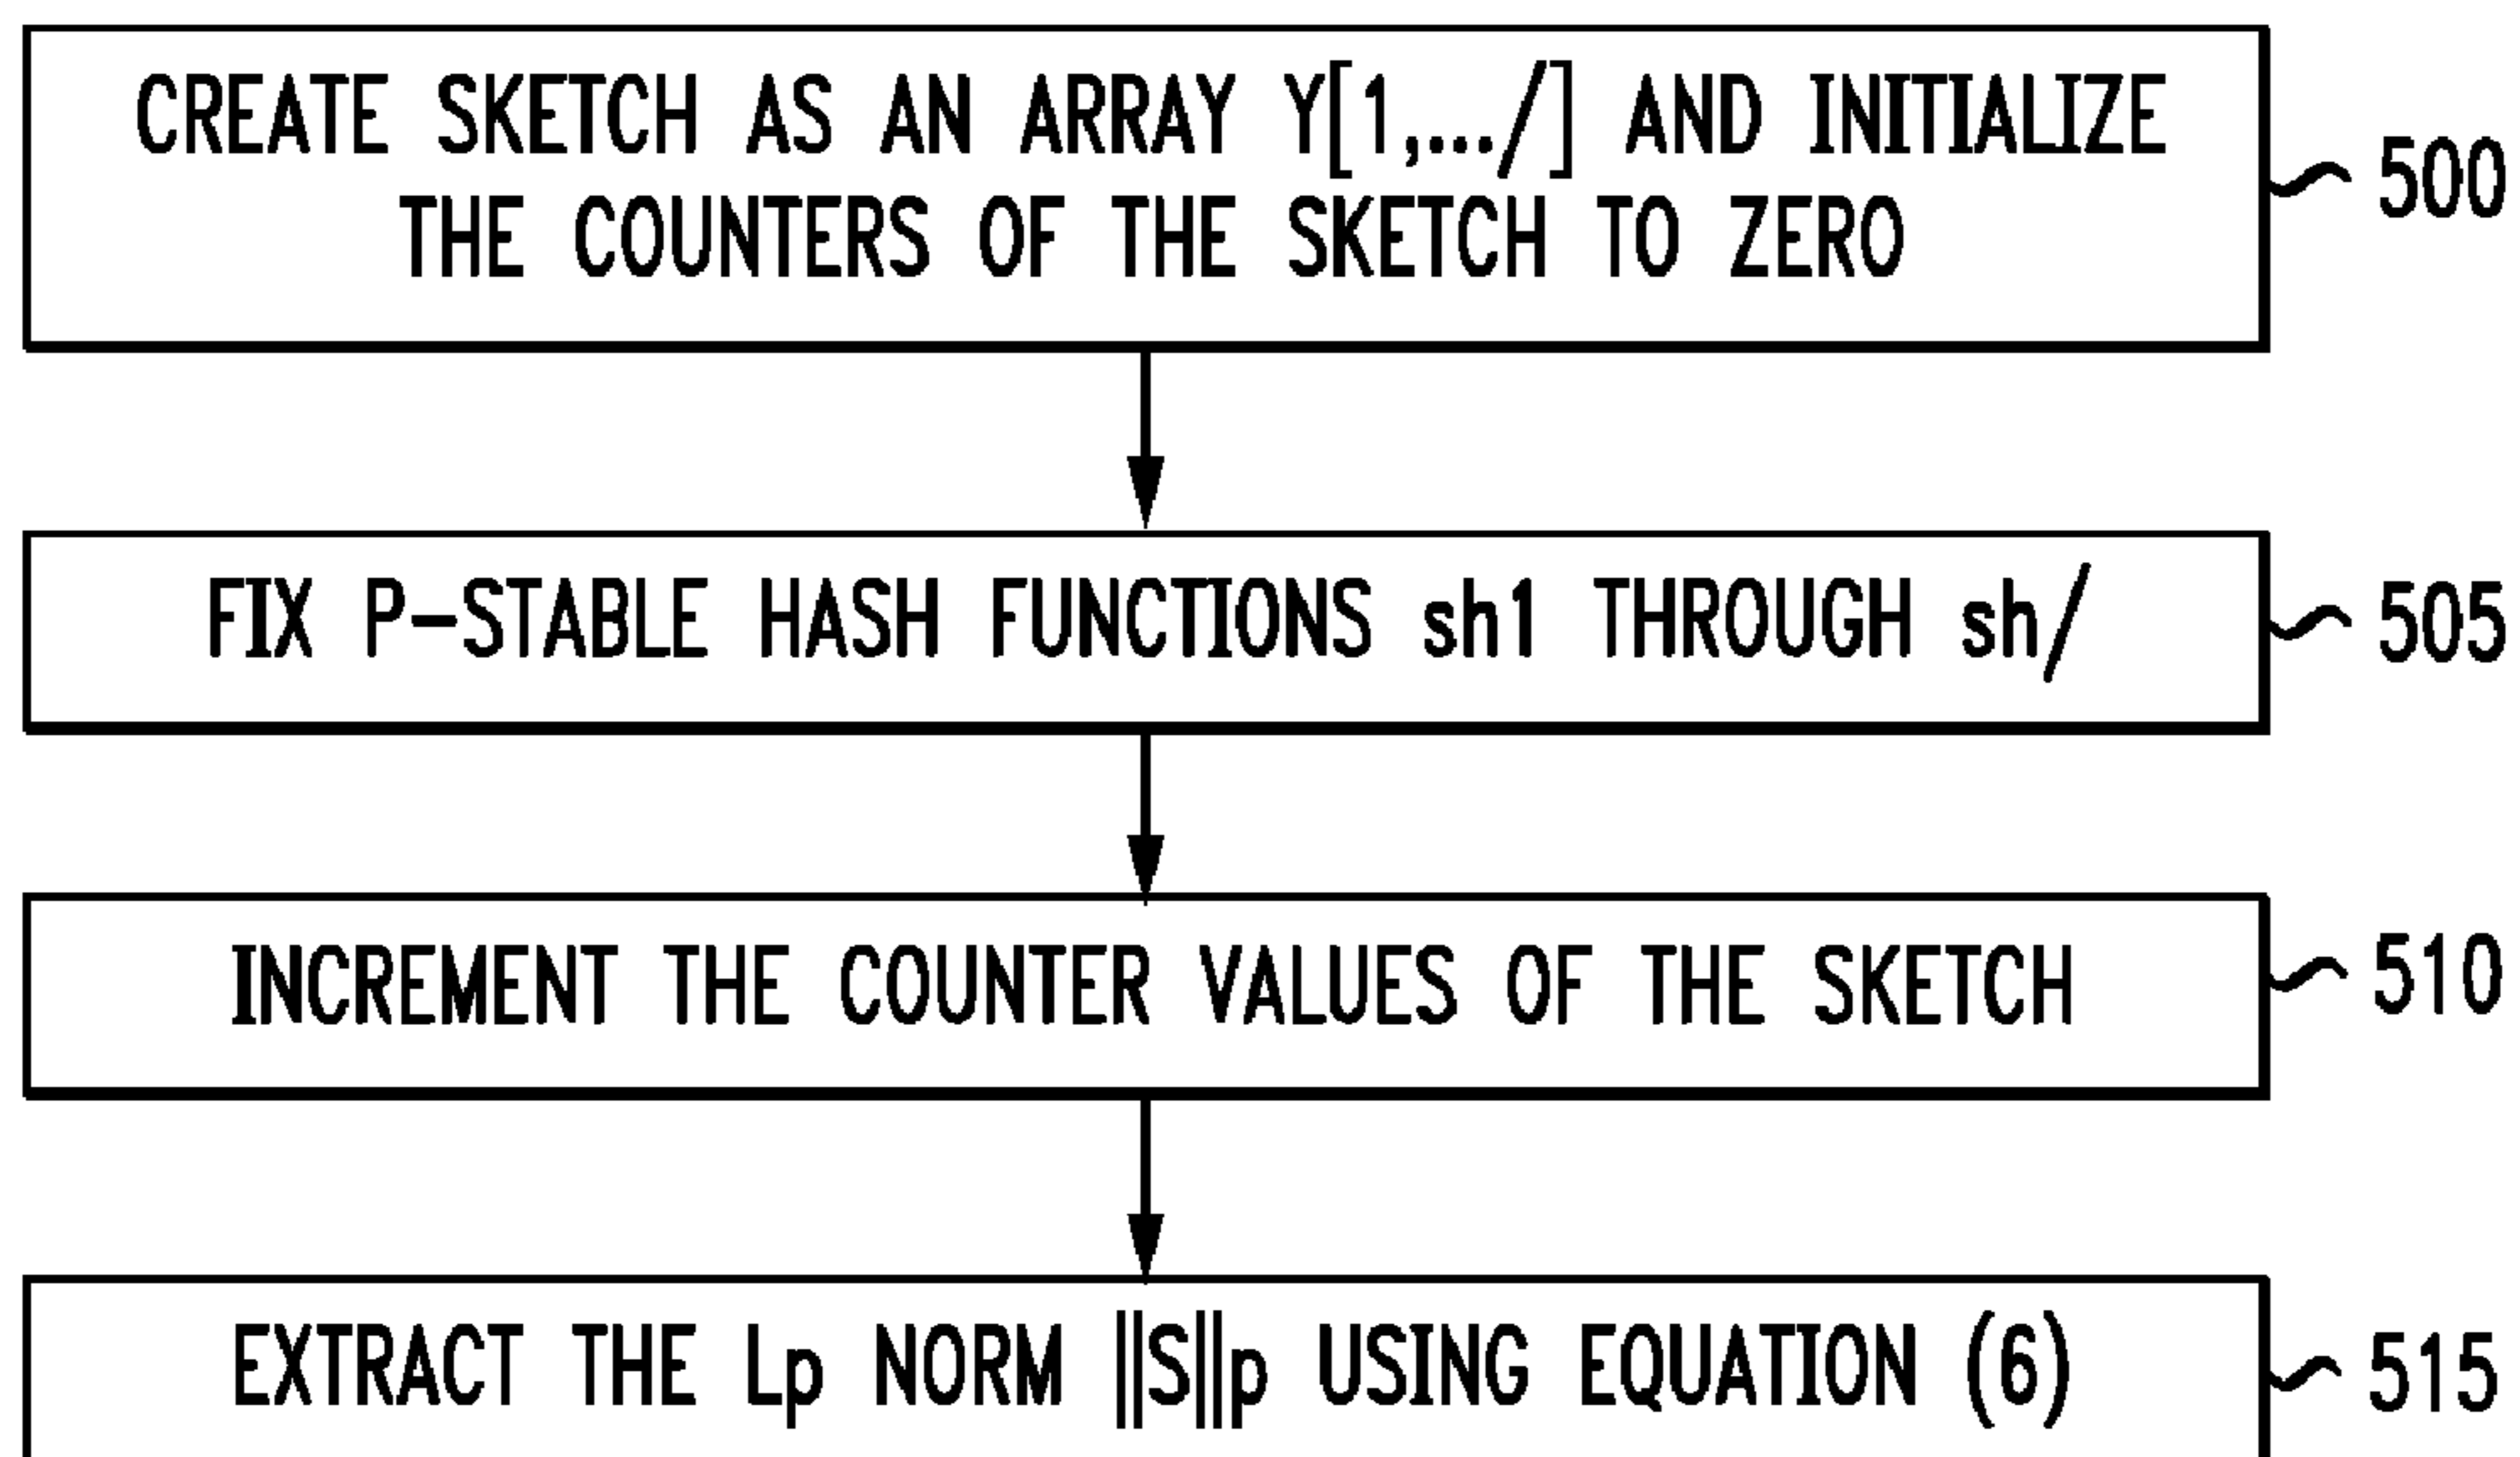 CREATE SKETCH AS AN ARRAY Y[1,.../] AND INITIALIZE
THE COUNTERS OF THE SKETCH TO ZERO
500
FIX P-STABLE HASH FUNCTIONS sh1 THROUGH sh/
505
INCREMENT THE COUNTER VALUES OF THE SKETCH
510
EXTRACT THE Lp NORM ||S||p USING EQUATION (6)
515